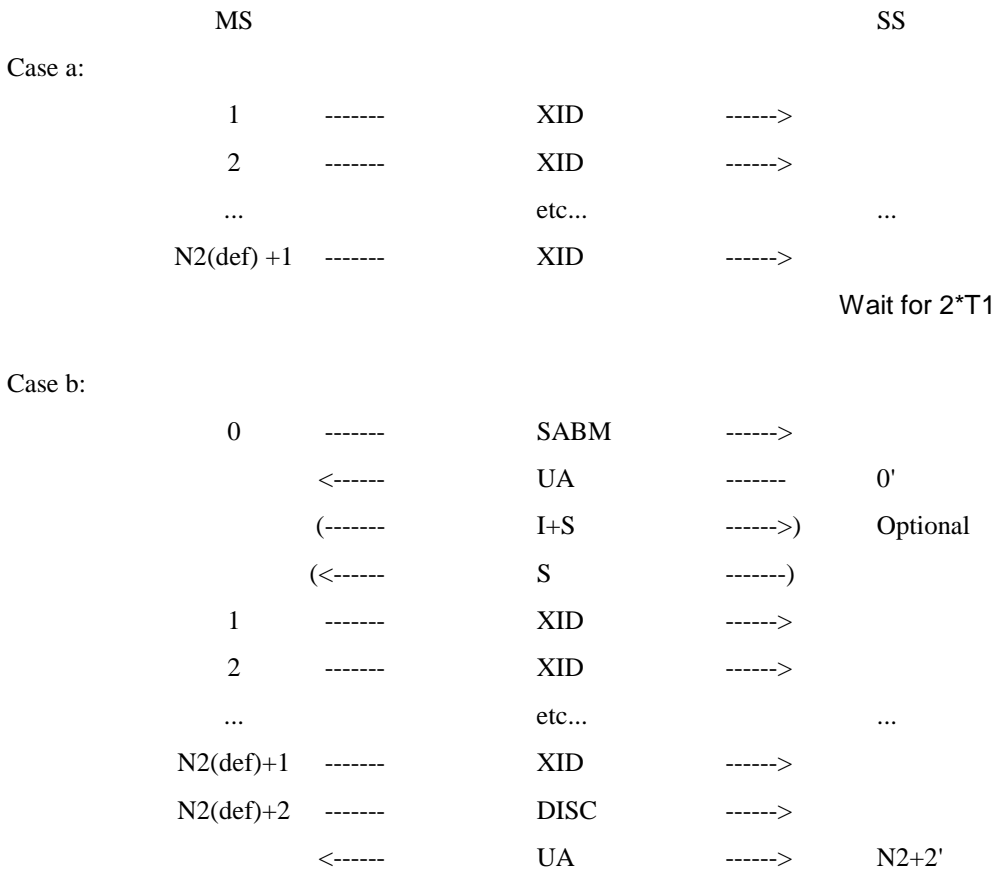 MS SS
Case a:
1 ------- XID ------>
2 ------- XID ------>
... etc... ...
N2(def) +1 ------- XID ------>
Wait for 2*T1
Case b:
0 ------- SABM ------>
<------ UA ------- 0'
(------- I+S ------>) Optional
(<------ S -------)
1 ------- XID ------>
2 ------- XID ------>
... etc... ...
N2(def)+1 ------- XID ------>
N2(def)+2 ------- DISC ------>
<------ UA ------> N2+2'